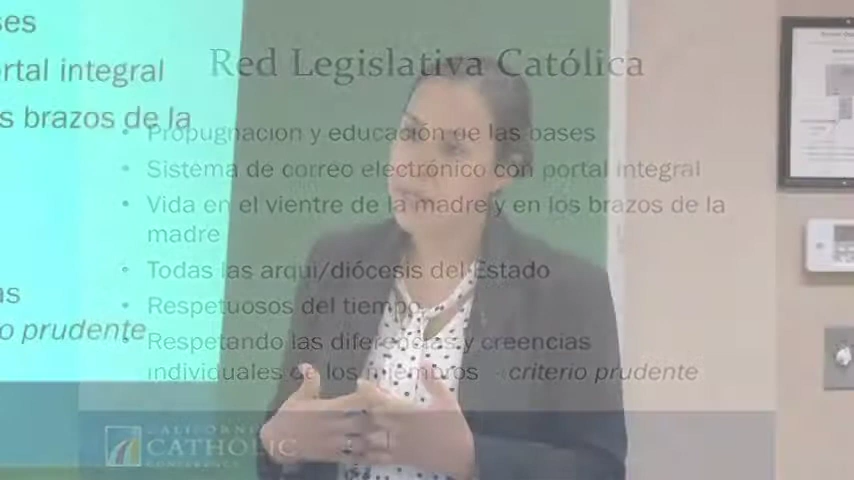 ses
Red Legislativa Católica
ortal integral
s brazos de la
• Propugnación y educación de las bases
• Sistema de correo electrónico con portal integral
• Vida en el vientre de la madre y en los brazos de la
madre
• Todas las arqui/diócesis del Estado
as
• Respetuosos del tiempo
o prudente
• Respetando las diferencias y creencias
individuales de los miembros - criterio prudente
CALIFORNIA
CATHOLIC
CONFERENCE